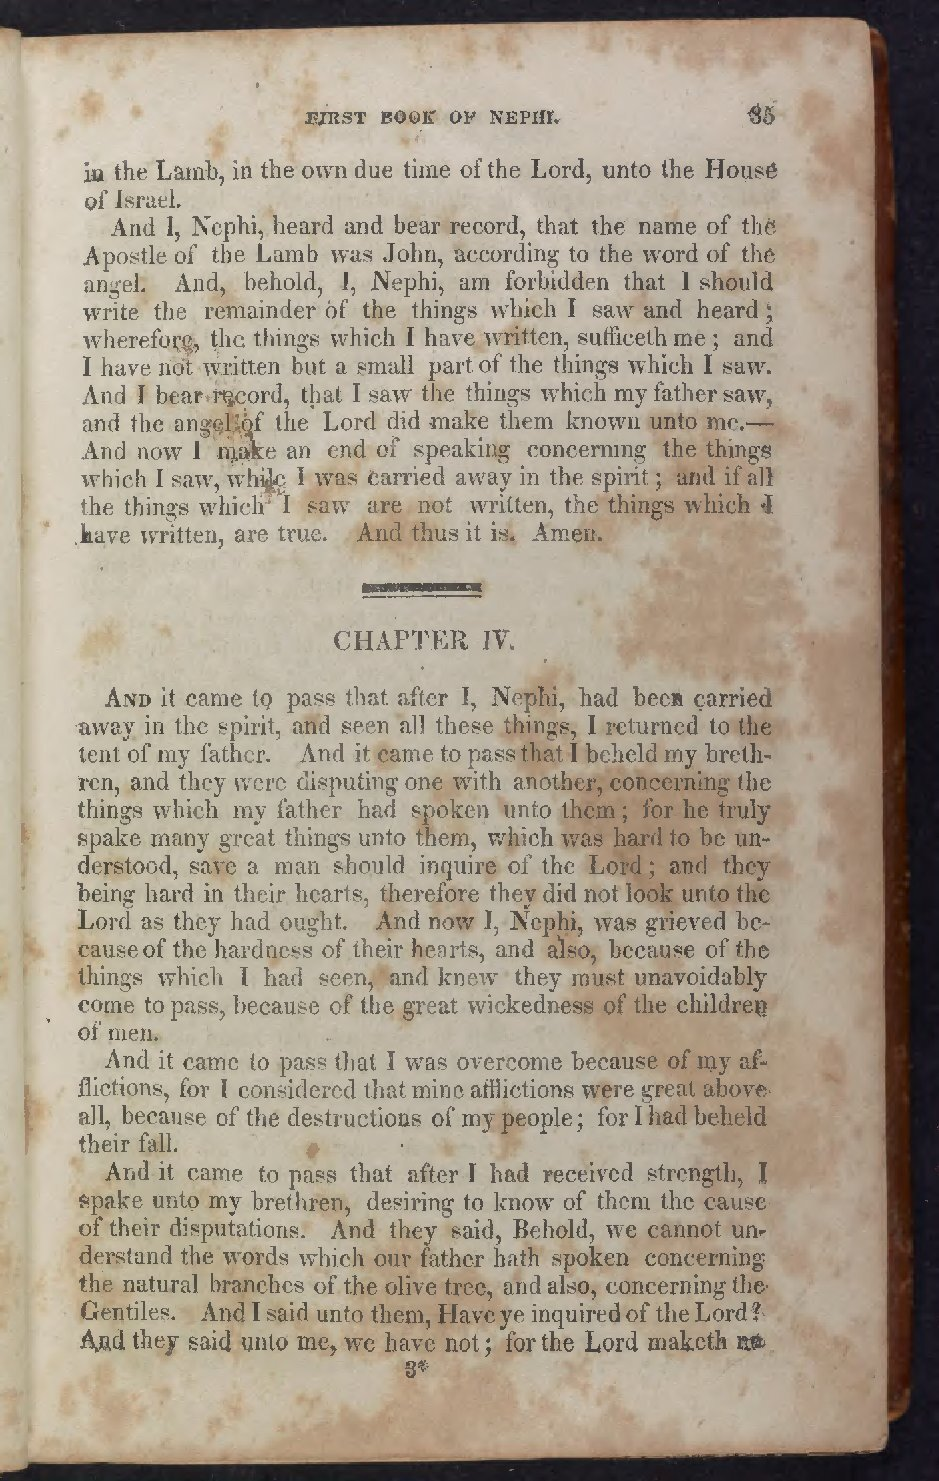 FIRST BOOK OF NEPHI. 35
in the Lamb, in the own due time of the Lord, unto the House
of Israel.
And I, Nephi, heard and bear record, that the name of the
Apostle of the Lamb was John, according to the word of the
angel. And, behold, I, Nephi, am forbidden that I should
write the remainder of the things which I saw and heard;
wherefore, the things which I have written, sufficeth me; and
I have not written but a small part of the things which I saw.
And I bear record, that I saw the things which my father saw,
and the angel of the Lord did make them known unto me.—
And now I make an end of speaking concerning the things
which I saw, while I was carried away in the spirit; and if all
the things which I saw are not written, the things which I
have written, are true. And thus it is. Amen.
CHAPTER IV.
AND it came to pass that after I, Nephi, had been carried
away in the spirit, and seen all these things, I returned to the
tent of my father. And it came to pass that I beheld my breth-
ren, and they were disputing one with another, concerning the
things which my father had spoken unto them; for he truly
spake many great things unto them, which was hard to be un-
derstood, save a man should inquire of the Lord; and they
being hard in their hearts, therefore they did not look unto the
Lord as they had ought. And now I, Nephi, was grieved be-
cause of the hardness of their hearts, and also, because of the
things which I had seen, and knew they must unavoidably
come to pass, because of the great wickedness of the children
of men.
And it came to pass that I was overcome because of my af-
flictions, for I considered that mine afflictions were great above
all, because of the destructions of my people; for I had beheld
their fall.
And it came to pass that after I had received strength, I
spake unto my brethren, desiring to know of them the cause
of their disputations. And they said, Behold, we cannot un-
derstand the words which our father hath spoken concerning
the natural branches of the olive tree, and also, concerning the
Gentiles. And I said unto them, Have ye inquired of the Lord?
And they said unto me, we have not; for the Lord maketh no
3*